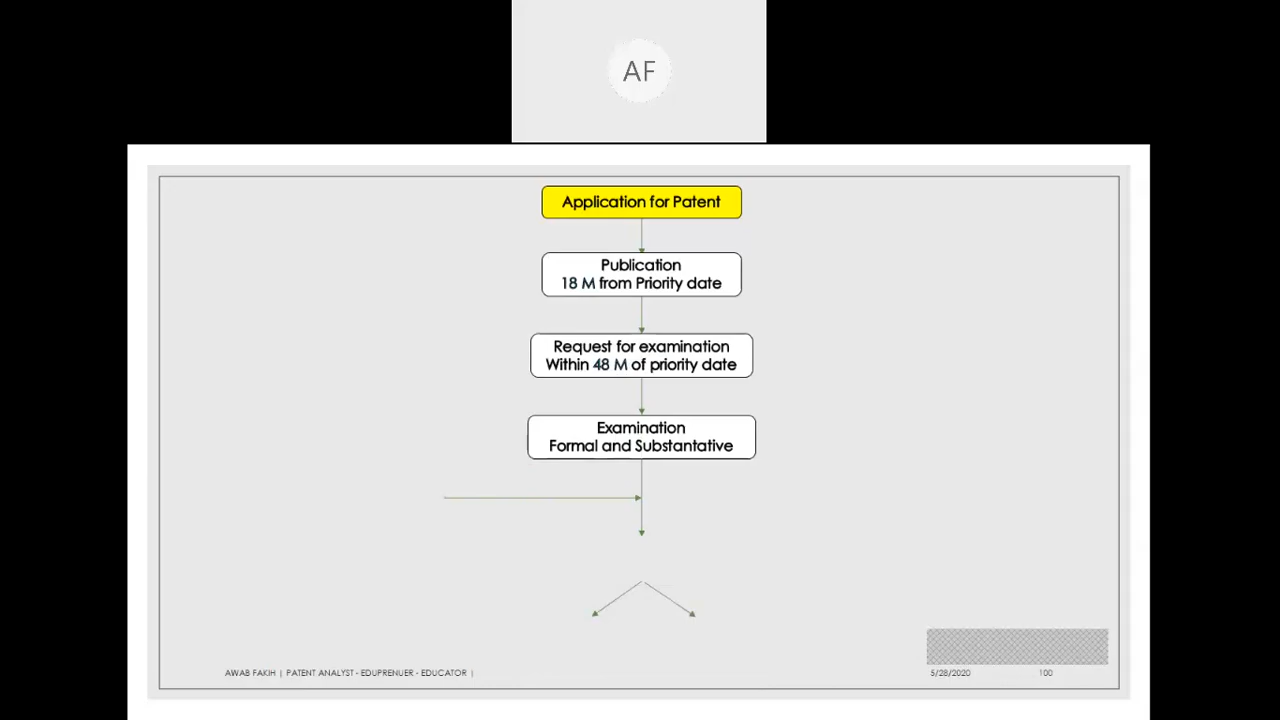 AF
Application for Patent
Publication
18 M from Priority date
Request for examination
Within 48 M of priority date
Examination
Formal and Substantative
AWAB FAKIH | PATENT ANALYST - EDUPRENUER - EDUCATOR |
5/28/2020
100